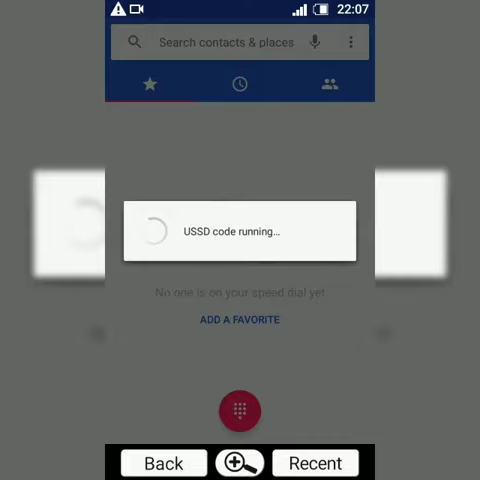 22:07
Search contacts & places
USSD code running...
No one is on your speed dial yet
ADD A FAVORITE
Back
Recent